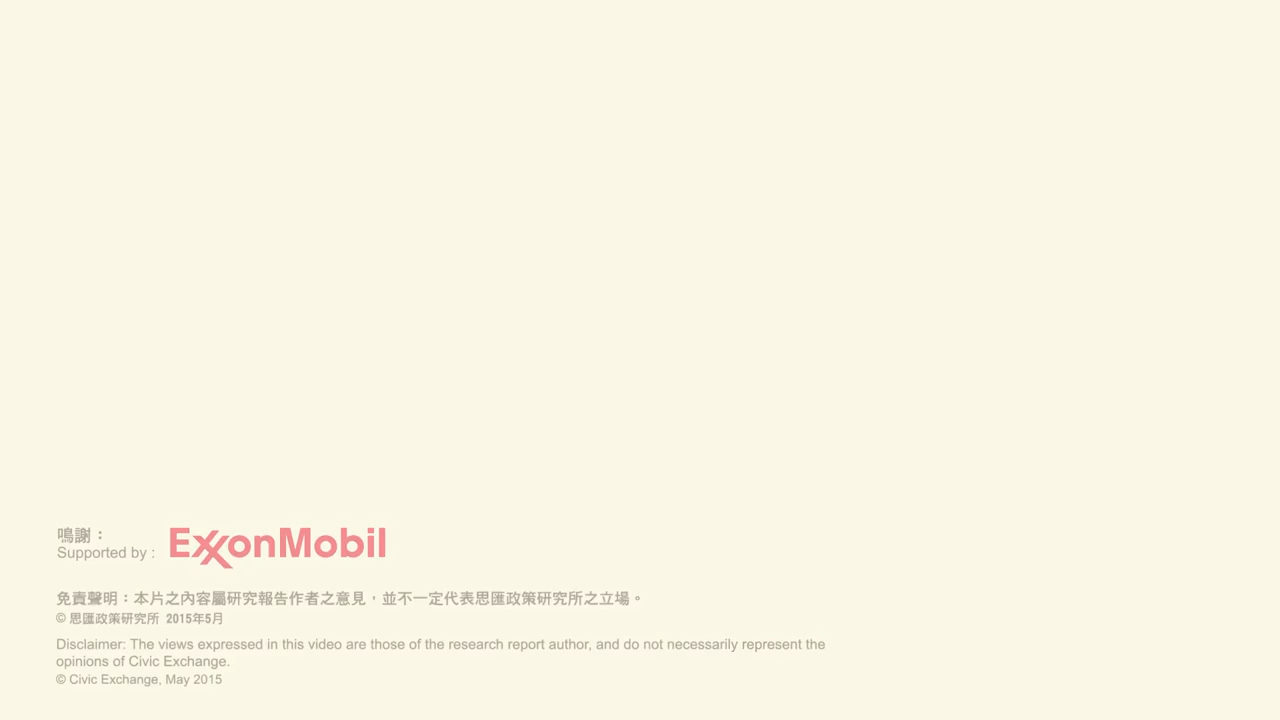 鳴謝：
Supported by : ExxonMobil
免責聲明：本片之內容屬研究報告作者之意見，並不一定代表思匯政策研究所之立場。
© 思匯政策研究所 2015年5月
Disclaimer: The views expressed in this video are those of the research report author, and do not necessarily represent the
opinions of Civic Exchange.
© Civic Exchange, May 2015